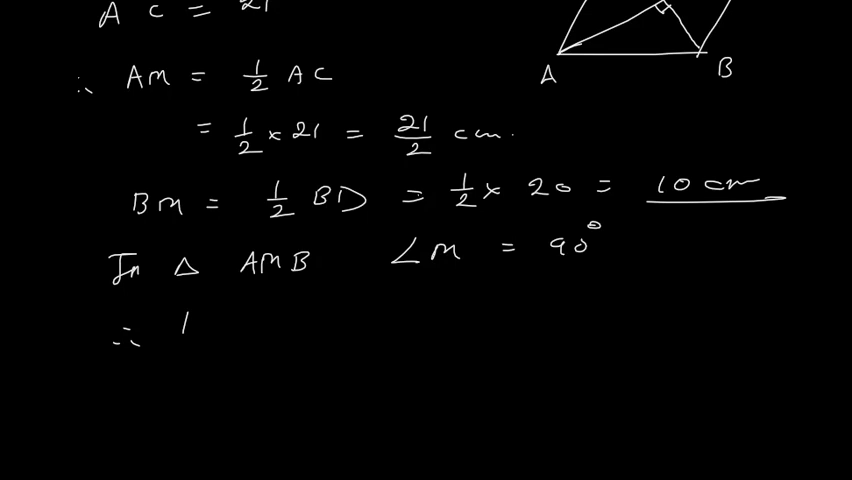 A C = 21
A B
∴ AM = 1/2 AC
= 1/2 × 21 = 21/2 cm.
BM = 1/2 BD = 1/2 × 20 = 10 cm
In △ AMB ∠M = 90°
∴